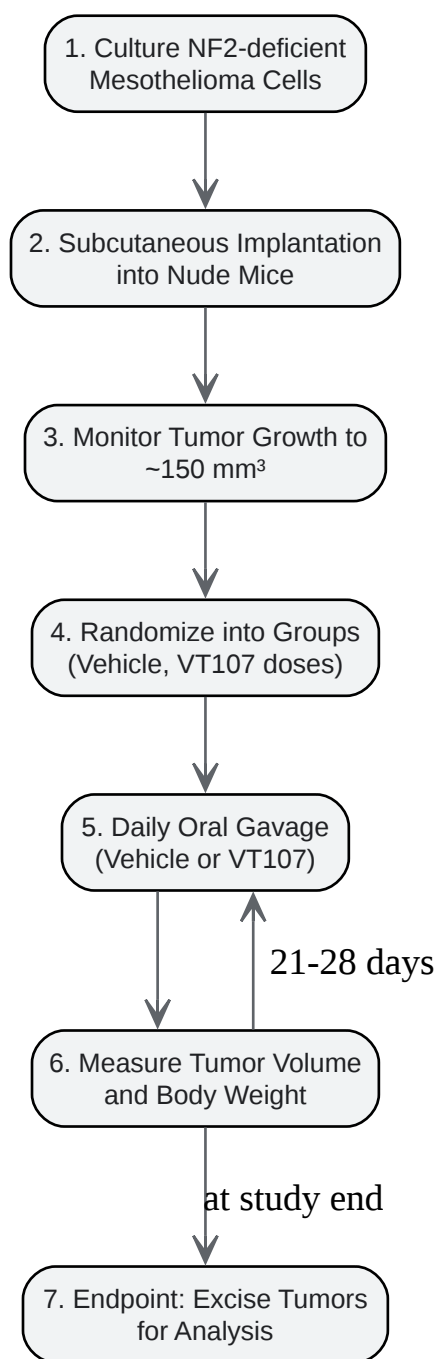 1. Culture NF2-deficient
Mesothelioma Cells
2. Subcutaneous Implantation
into Nude Mice
3. Monitor Tumor Growth to
~150 mm³
4. Randomize into Groups
(Vehicle, VT107 doses)
5. Daily Oral Gavage
(Vehicle or VT107)
21-28 days
6. Measure Tumor Volume
and Body Weight
at study end
7. Endpoint: Excise Tumors
for Analysis